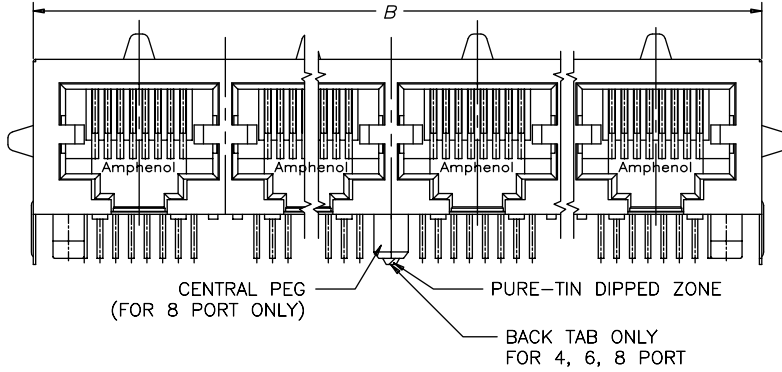 B
Amphenol Amphenol Amphenol Amphenol
CENTRAL PEG
(FOR 8 PORT ONLY)
PURE-TIN DIPPED ZONE
BACK TAB ONLY
FOR 4, 6, 8 PORT